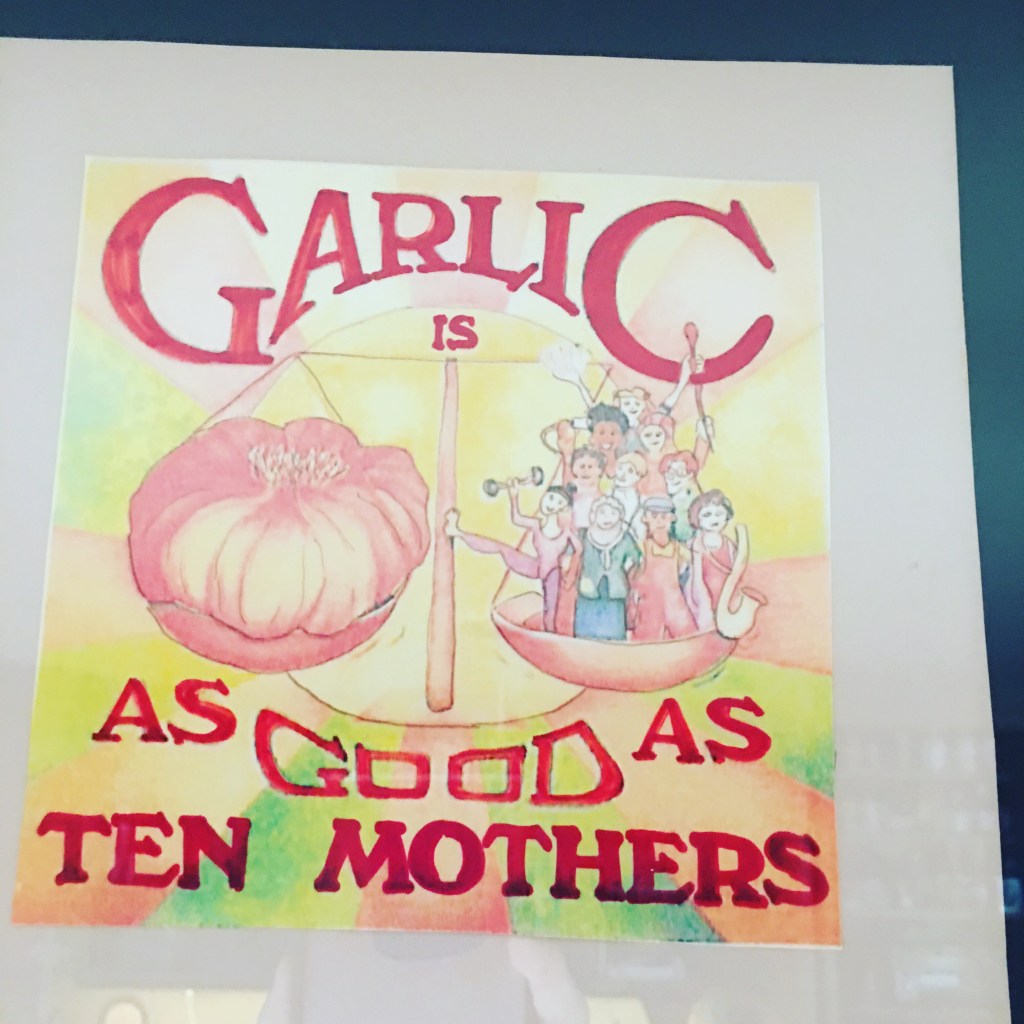 GARLIC
IS
AS GOOD AS
TEN MOTHERS